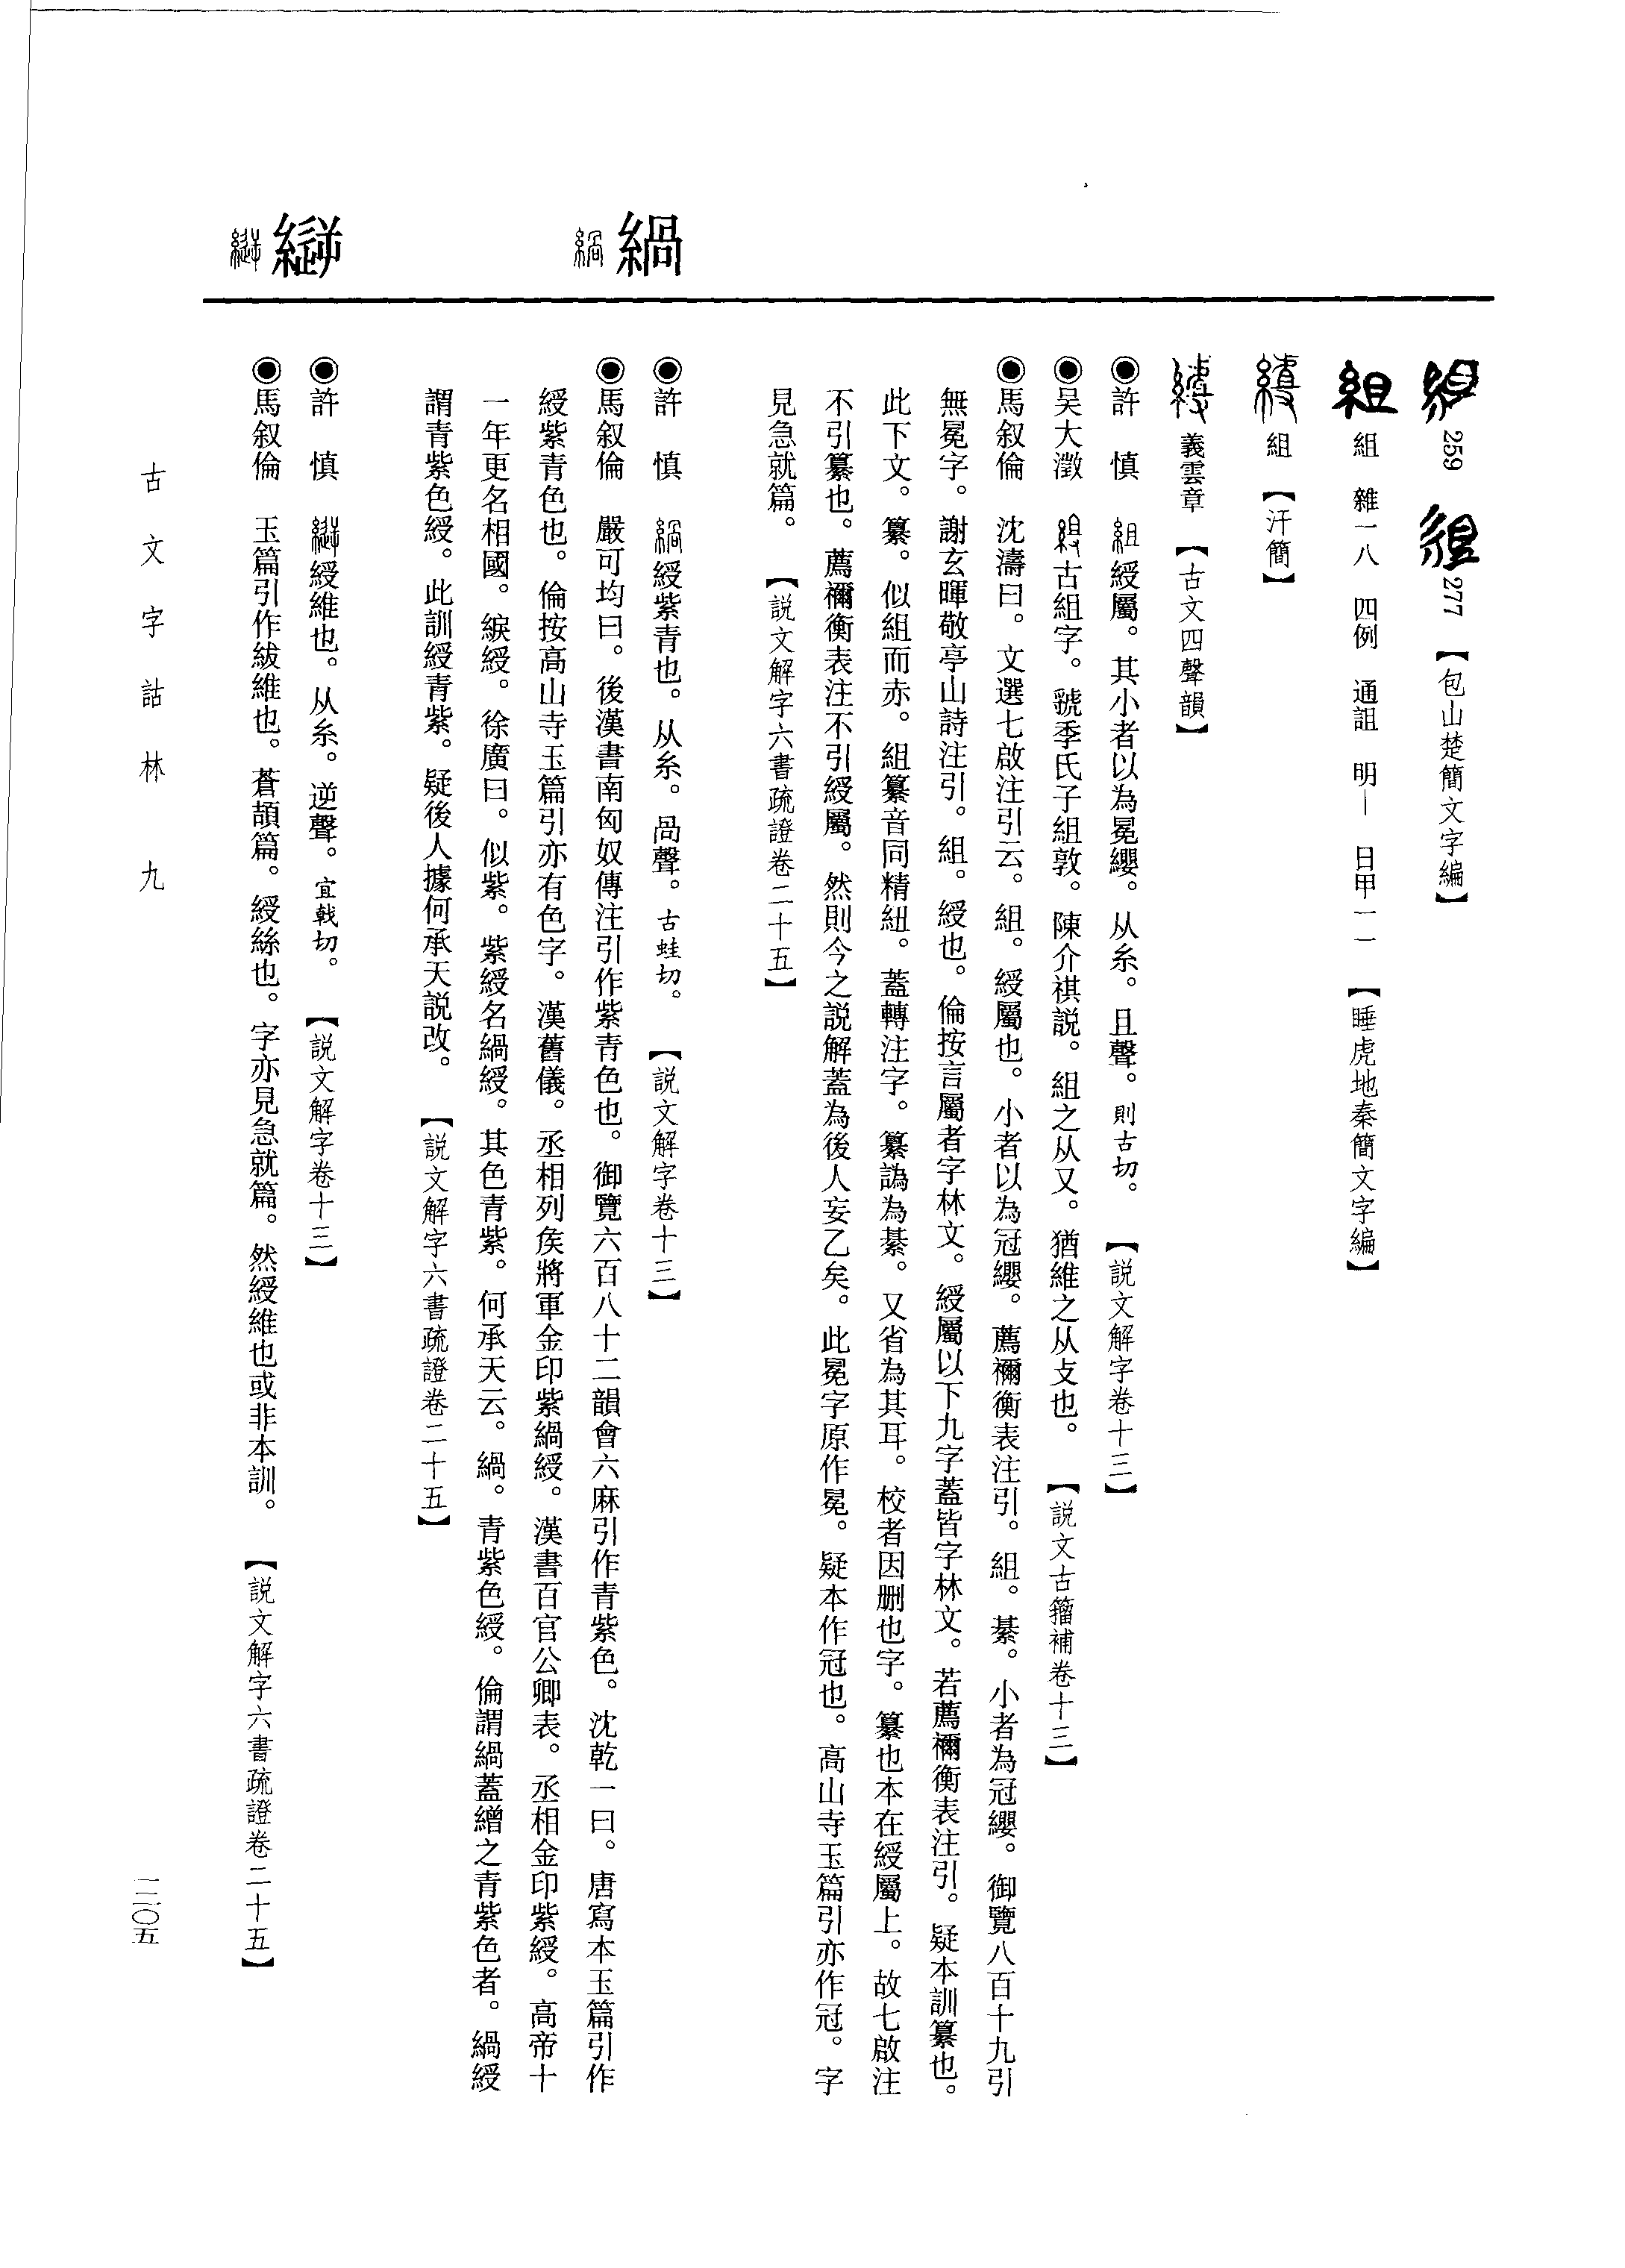 259 277【包山楚簡文字編】
組 雜一八 四例 通詛 明— 日甲一一【睡虎地秦簡文字編】
組【汗簡】
義雲章【古文四聲韻】
◉許 慎 組綬屬。其小者以為冕纓。从糸。且聲。則古切。【説文解字卷十三】
◉吴大澂 古組字。虢季氏子組敦。陳介祺説。組之从又。猶維之从攴也。【説文古籀補卷十三】
◉馬叙倫 沈濤曰。文選七啟注引云。組。綬屬也。小者以為冠纓。薦禰衡表注引。組。綦。小者為冠纓。御覽八百十九引
無冕字。謝玄暉敬亭山詩注引。組。綬也。倫按言屬者字林文。綬屬以下九字蓋皆字林文。若薦禰衡表注引。疑本訓纂也。
此下文。纂。似組而赤。組纂音同精紐。蓋轉注字。纂譌為綦。又省為其耳。校者因删也字。纂也本在綬屬上。故七啟注
不引纂也。薦禰衡表注不引綬屬。然則今之説解蓋為後人妄乙矣。此冕字原作冕。疑本作冠也。高山寺玉篇引亦作冠。字
見急就篇。【説文解字六書疏證卷二十五】
緺
◉許 慎 緺綬紫青也。从糸。咼聲。古蛙切。【説文解字卷十三】
◉馬叙倫 嚴可均曰。後漢書南匈奴傳注引作紫青色也。御覽六百八十二韻會六麻引作青紫色。沈乾一曰。唐寫本玉篇引作
綬紫青色也。倫按高山寺玉篇引亦有色字。漢舊儀。丞相列矦將軍金印紫緺綬。漢書百官公卿表。丞相金印紫綬。高帝十
一年更名相國。綟綬。徐廣曰。似紫。紫綬名緺綬。其色青紫。何承天云。緺。青紫色綬。倫謂緺蓋繒之青紫色者。緺綬
謂青紫色綬。此訓綬青紫。疑後人據何承天説改。【説文解字六書疏證卷二十五】
縌
◉許 慎 縌綬維也。从糸。逆聲。宜戟切。【説文解字卷十三】
◉馬叙倫 玉篇引作紱維也。蒼頡篇。綬絲也。字亦見急就篇。然綬維也或非本訓。【説文解字六書疏證卷二十五】
古文字詁林 九
一二〇五